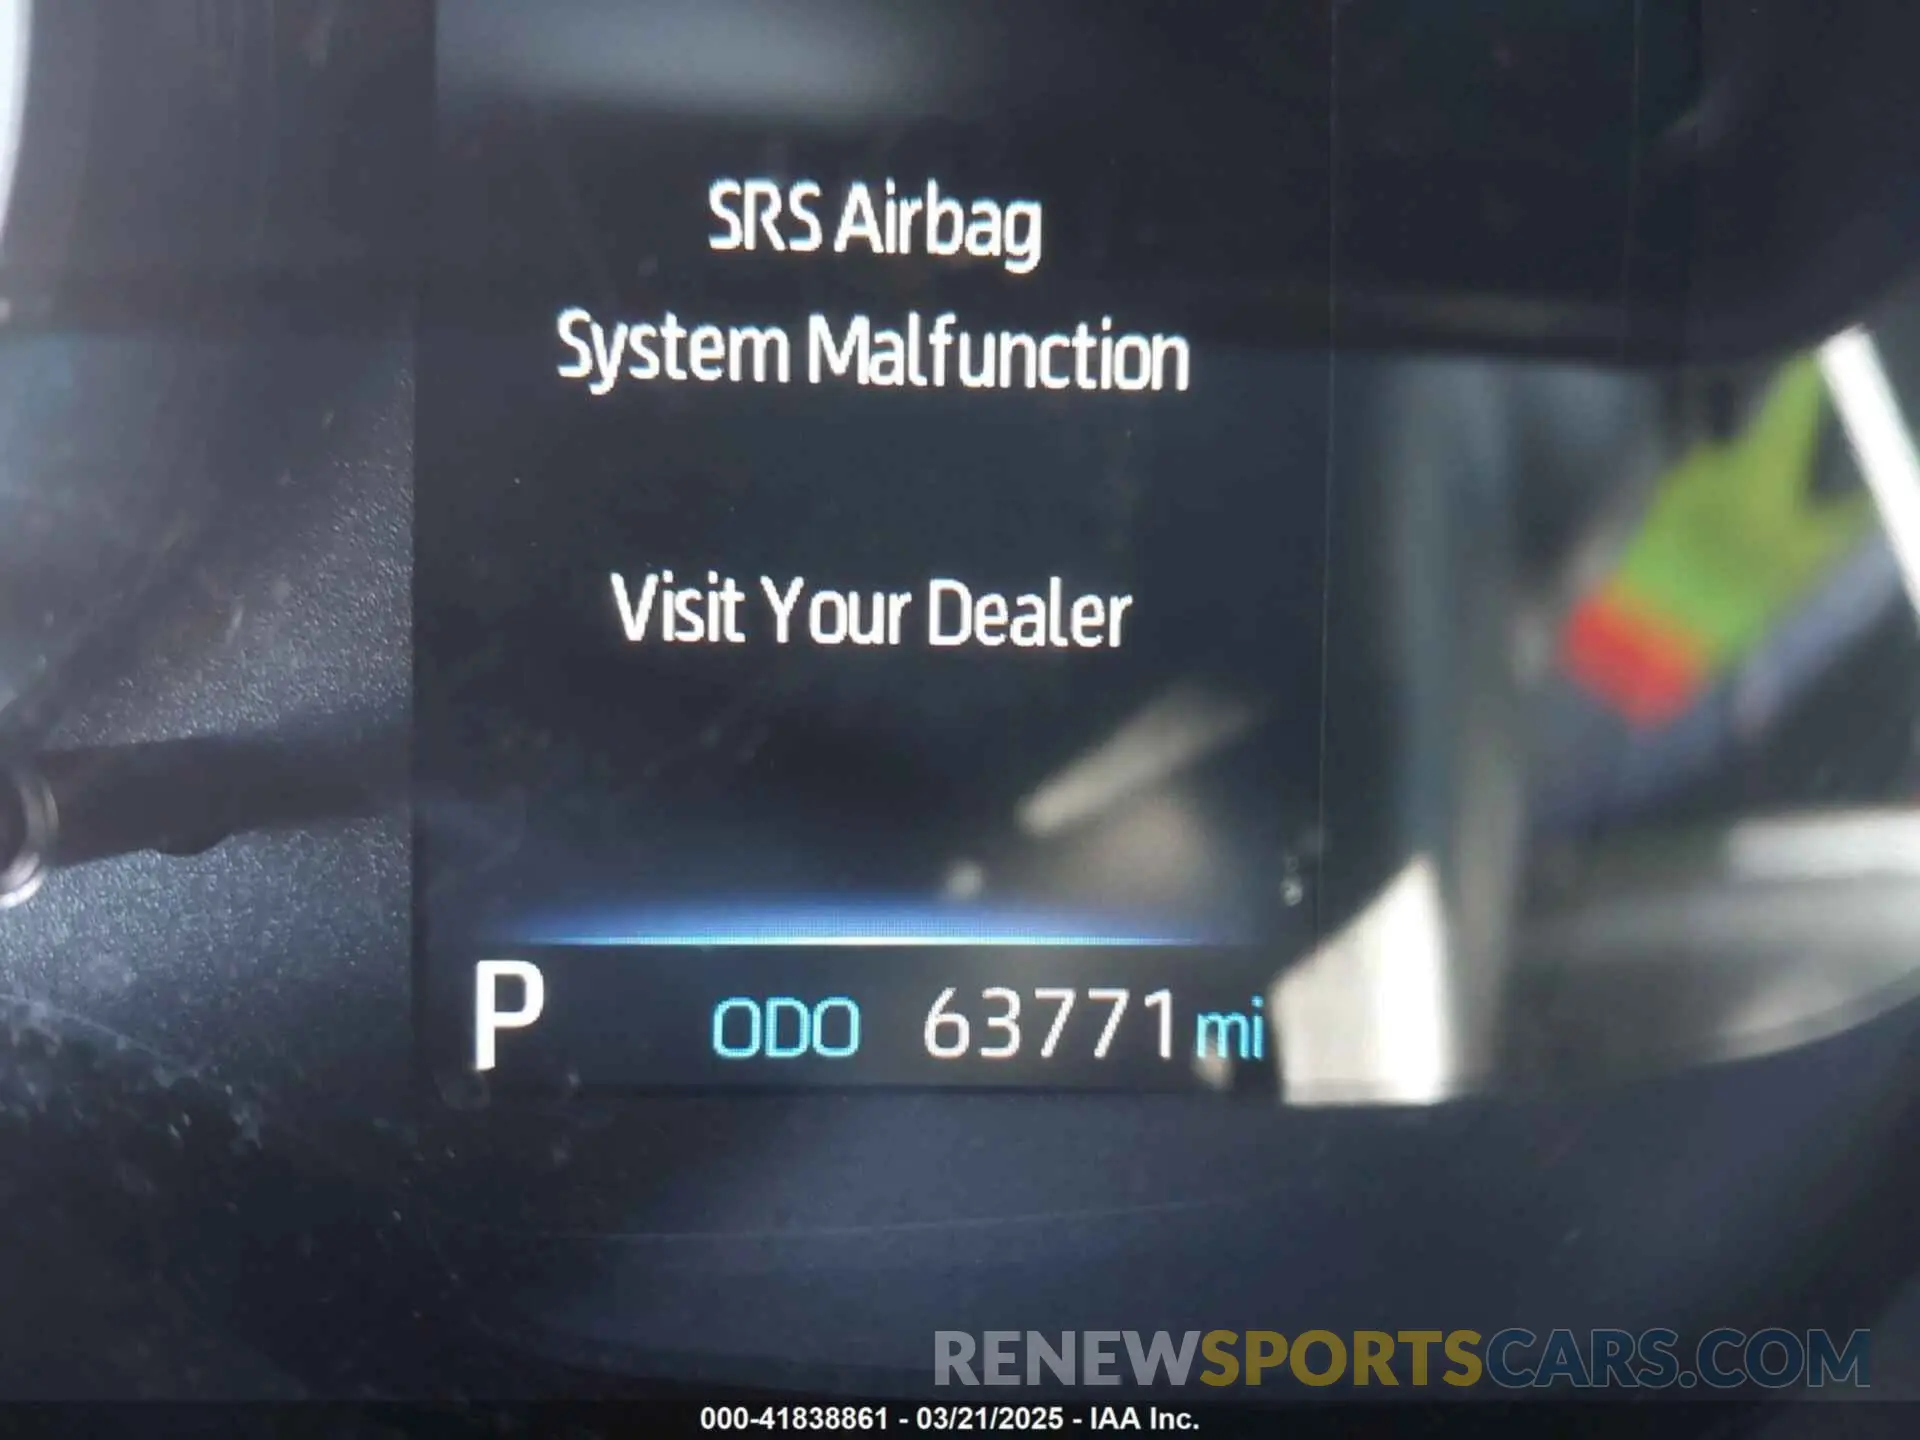 SRS Airbag
System Malfunction
Visit Your Dealer
P ODO 63771 mi
RENEWSPORTSCARS.COM
000-41838861 - 03/21/2025 - IAA Inc.